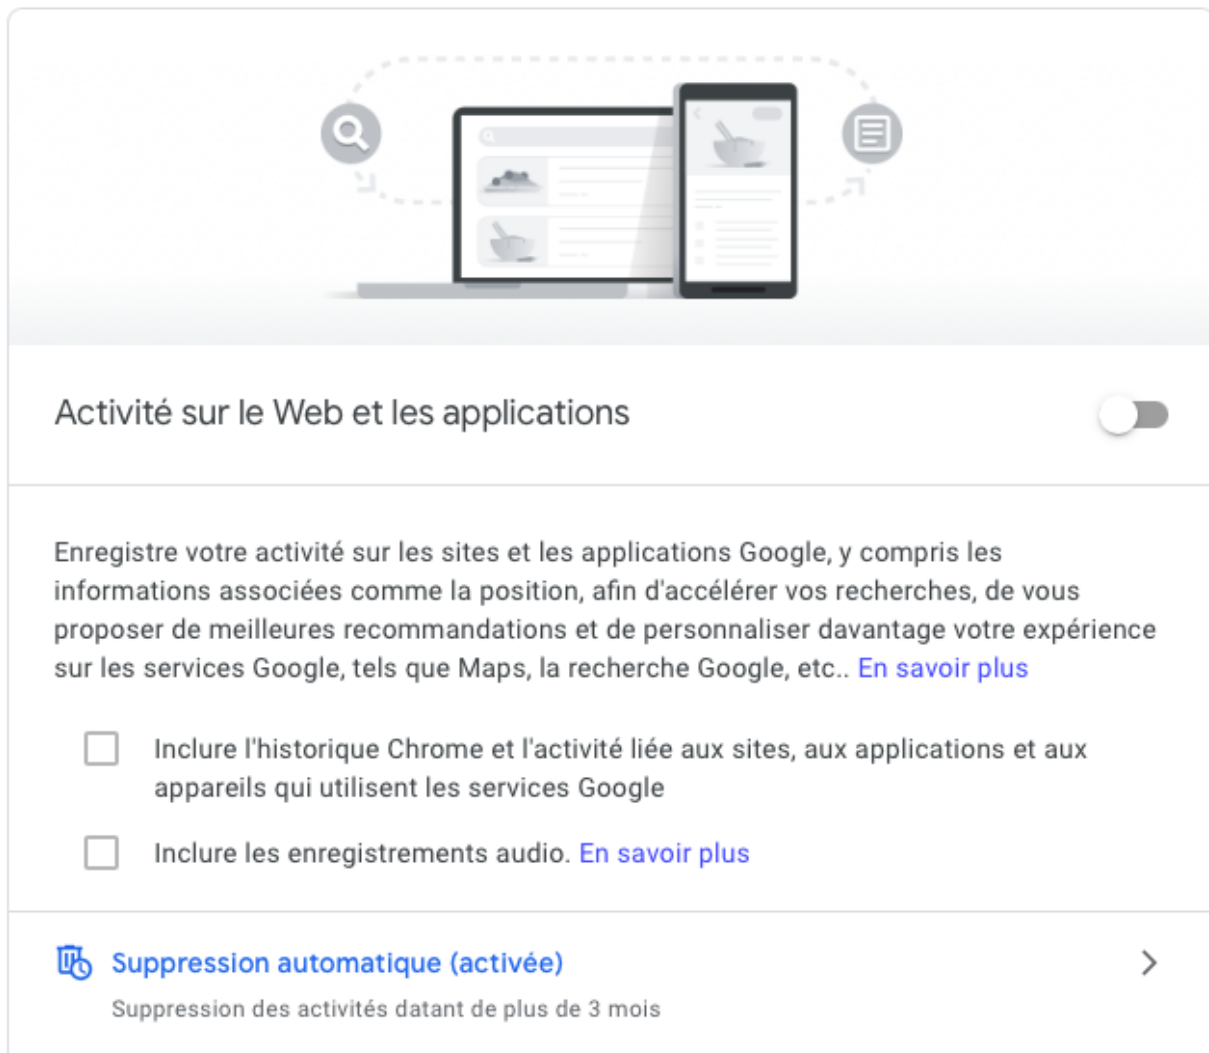 Activité sur le Web et les applications
Enregistre votre activité sur les sites et les applications Google, y compris les
informations associées comme la position, afin d'accélérer vos recherches, de vous
proposer de meilleures recommandations et de personnaliser davantage votre expérience
sur les services Google, tels que Maps, la recherche Google, etc.. En savoir plus
Inclure l'historique Chrome et l'activité liée aux sites, aux applications et aux
appareils qui utilisent les services Google
Inclure les enregistrements audio. En savoir plus
Suppression automatique (activée)
Suppression des activités datant de plus de 3 mois